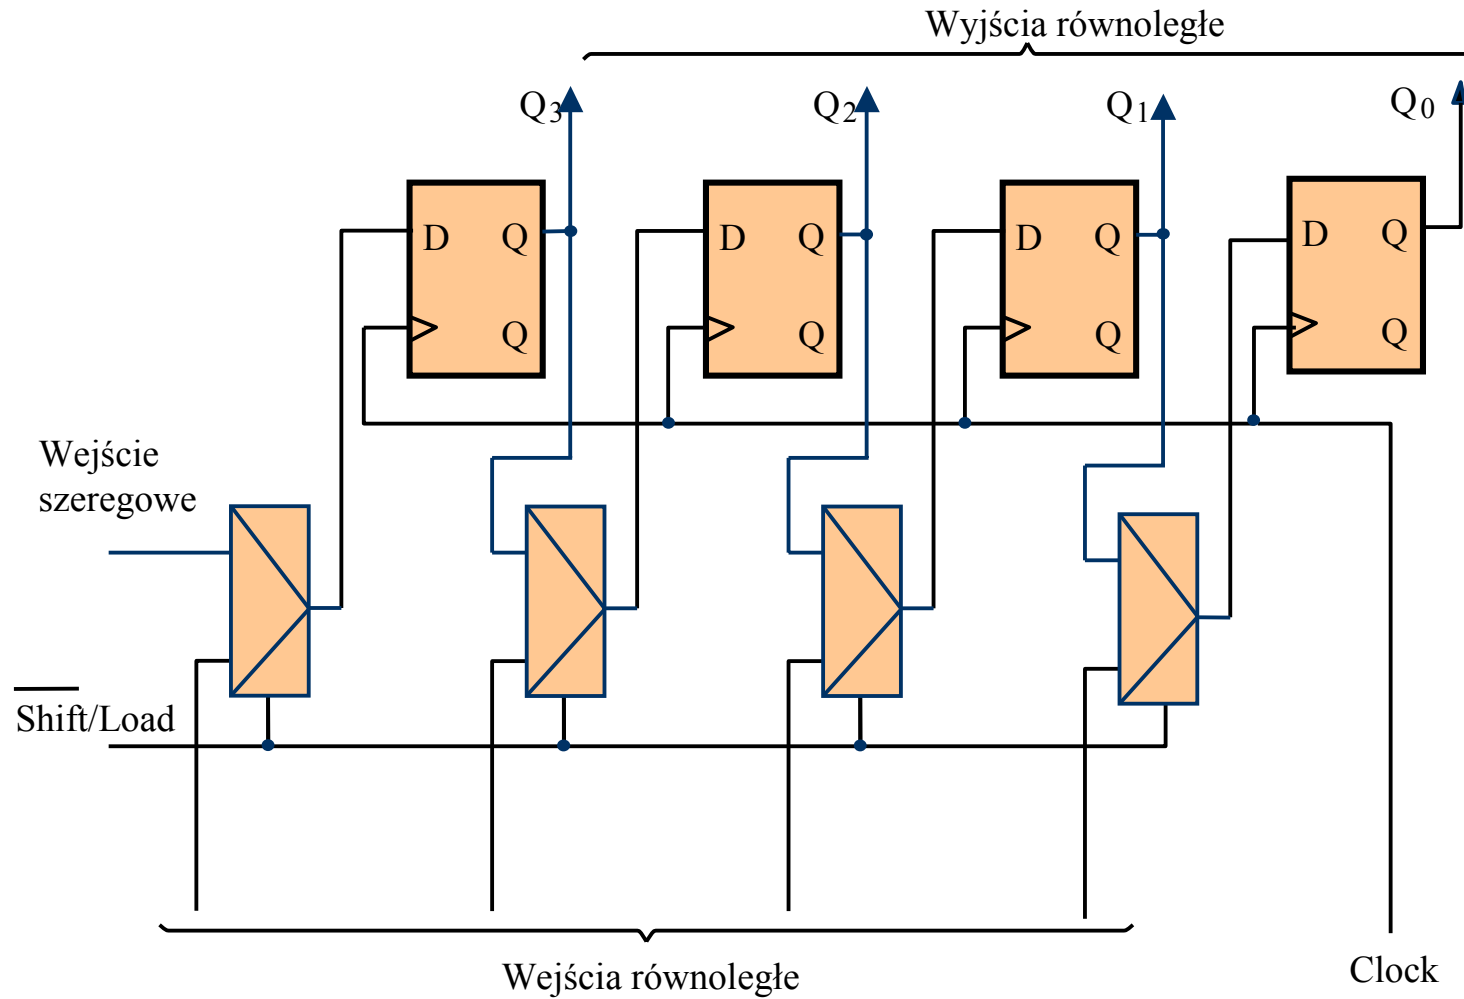 Wyjścia równoległe
Q3 Q2 Q1 Q0
D Q D Q D Q D Q
Q Q Q Q
Wejście
szeregowe
Shift/Load
Wejścia równoległe
Clock